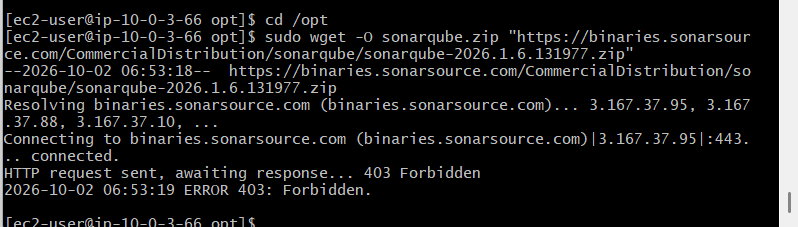 [ec2-user@ip-10-0-3-66 opt]$ cd /opt
[ec2-user@ip-10-0-3-66 opt]$ sudo wget -O sonarqube.zip "https://binaries.sonarsour
ce.com/CommercialDistribution/sonarqube/sonarqube-2026.1.6.131977.zip"
--2026-10-02 06:53:18--  https://binaries.sonarsource.com/CommercialDistribution/so
narqube/sonarqube-2026.1.6.131977.zip
Resolving binaries.sonarsource.com (binaries.sonarsource.com)... 3.167.37.95, 3.167
.37.88, 3.167.37.10, ...
Connecting to binaries.sonarsource.com (binaries.sonarsource.com)|3.167.37.95|:443.
.. connected.
HTTP request sent, awaiting response... 403 Forbidden
2026-10-02 06:53:19 ERROR 403: Forbidden.
[ec2-user@ip-10-0-3-66 opt]$